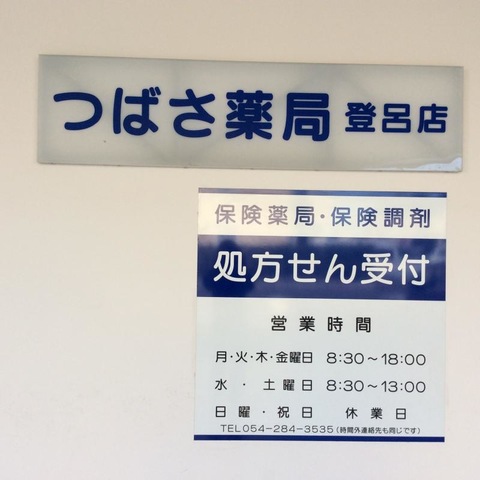 つばさ薬局 登呂店
保険薬局・保険調剤
処方せん受付
営業時間
月・火・木・金曜日 8:30～18:00
水・土曜日 8:30～13:00
日曜・祝日 休業日
TEL054-284-3535(時間外連絡先も同じです)